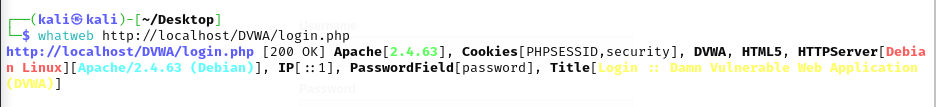 ┌──(kali㉿kali)-[~/Desktop]
└─$ whatweb http://localhost/DVWA/login.php
http://localhost/DVWA/login.php [200 OK] Apache[2.4.63], Cookies[PHPSESSID,security], DVWA, HTML5, HTTPServer[Debia
n Linux][Apache/2.4.63 (Debian)], IP[::1], PasswordField[password], Title[Login :: Damn Vulnerable Web Application
(DVWA)]
Password